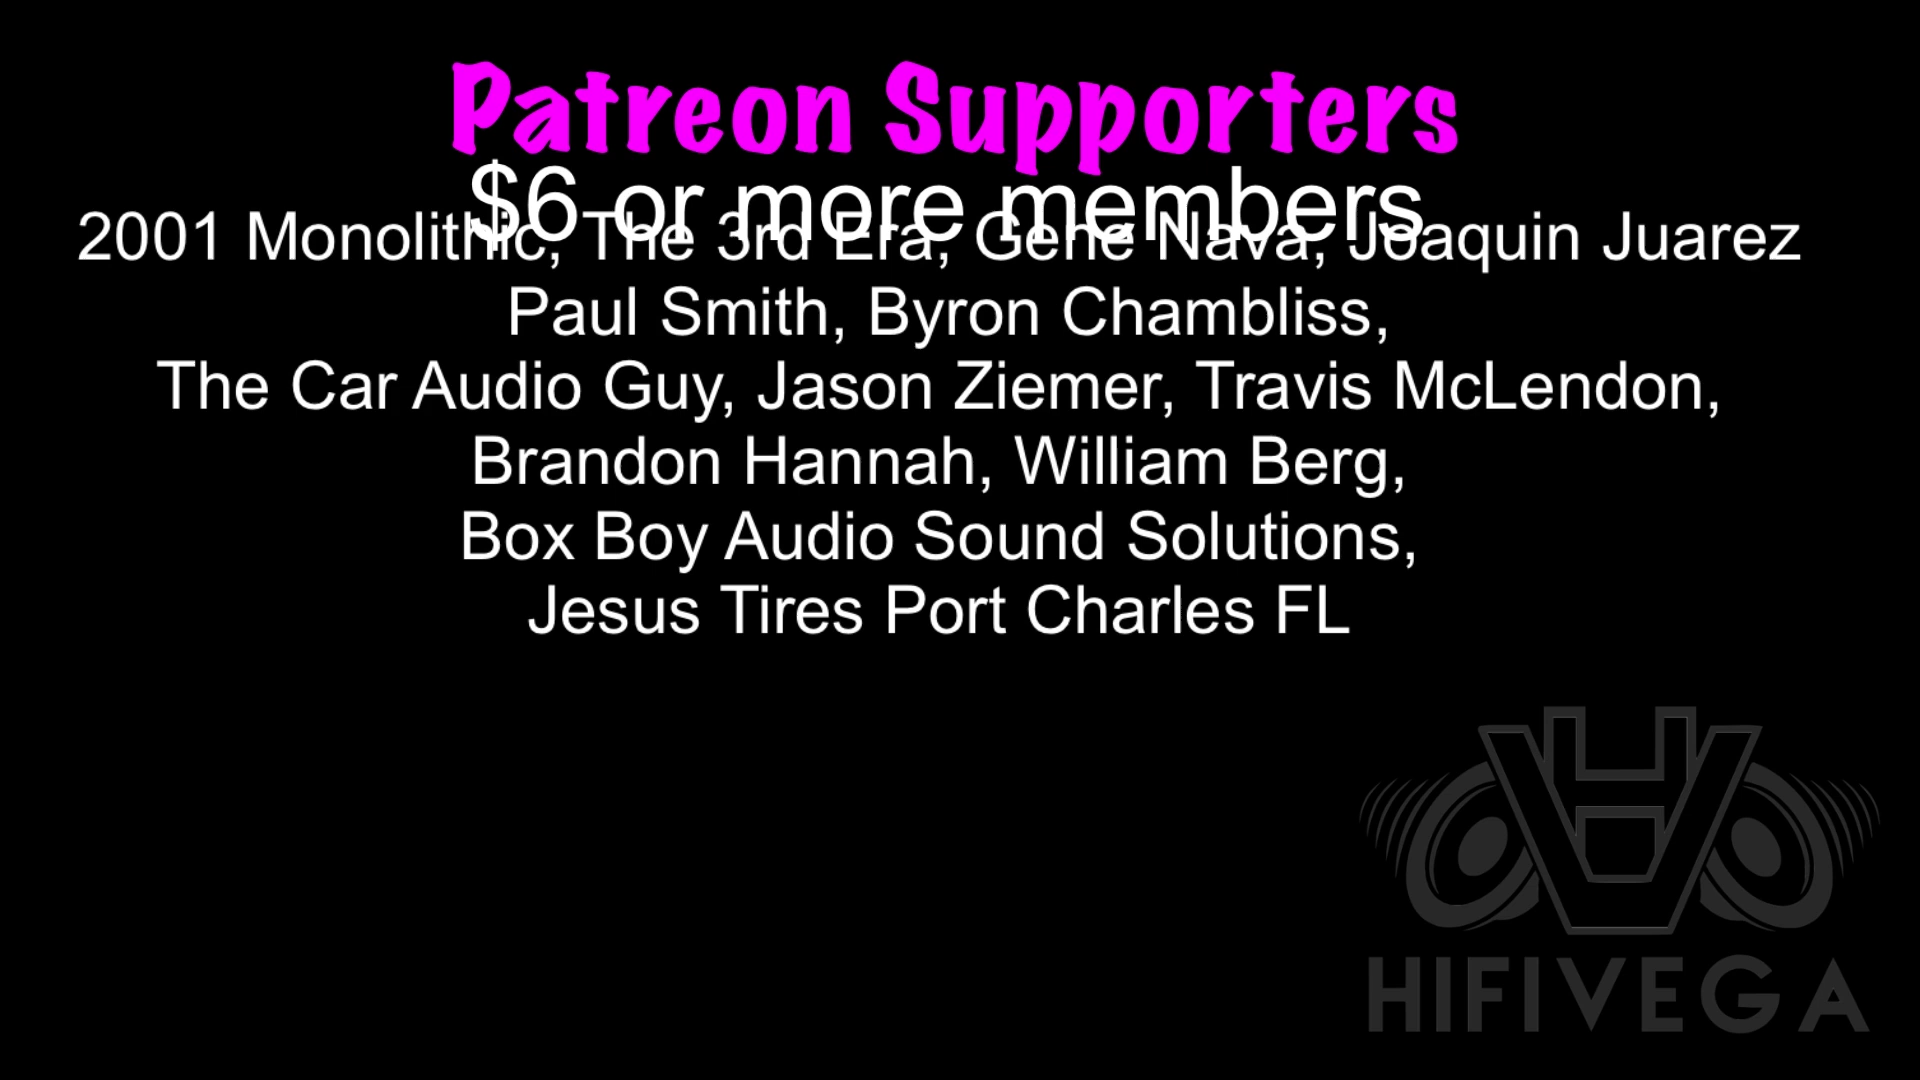 Patreon Supporters
$6 or more members
2001 Monolithic, The 3rd Era, Gene Nava, Joaquin Juarez
Paul Smith, Byron Chambliss,
The Car Audio Guy, Jason Ziemer, Travis McLendon,
Brandon Hannah, William Berg,
Box Boy Audio Sound Solutions,
Jesus Tires Port Charles FL
HIFIVEGA